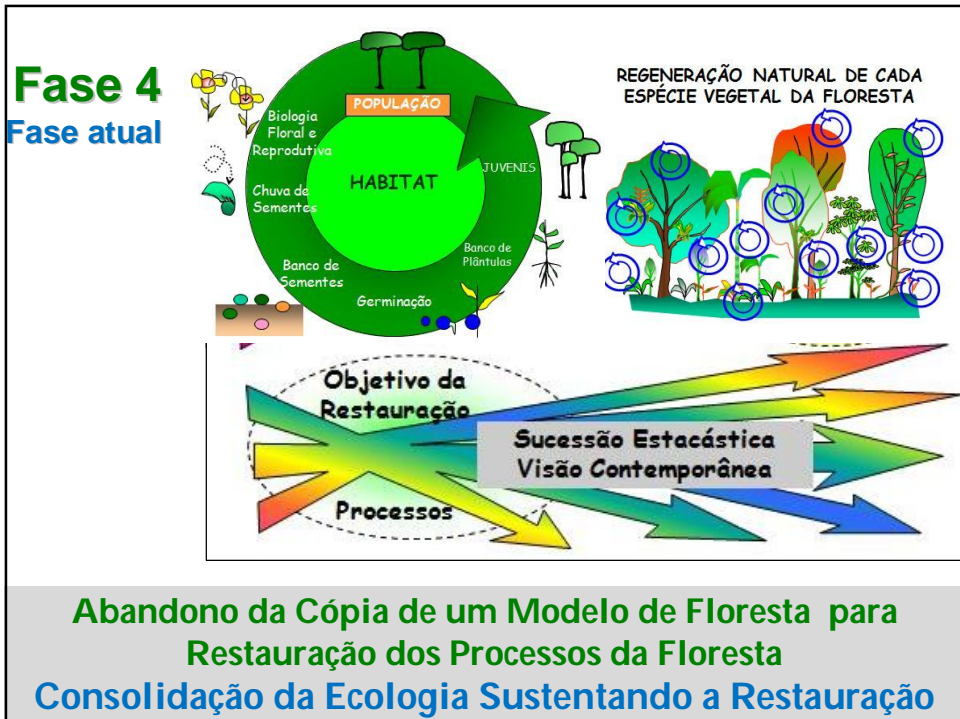 Fase 4
Fase atual
POPULAÇÃO
Biologia
Floral e
Reprodutiva
HABITAT
JUVENIS
Chuva de
Sementes
Banco de
Plântulas
Banco de
Sementes
Germinação
REGENERAÇÃO NATURAL DE CADA
ESPÉCIE VEGETAL DA FLORESTA
Objetivo da
Restauração
Sucessão Estacástica
Visão Contemporânea
Processos
Abandono da Cópia de um Modelo de Floresta para
Restauração dos Processos da Floresta
Consolidação da Ecologia Sustentando a Restauração